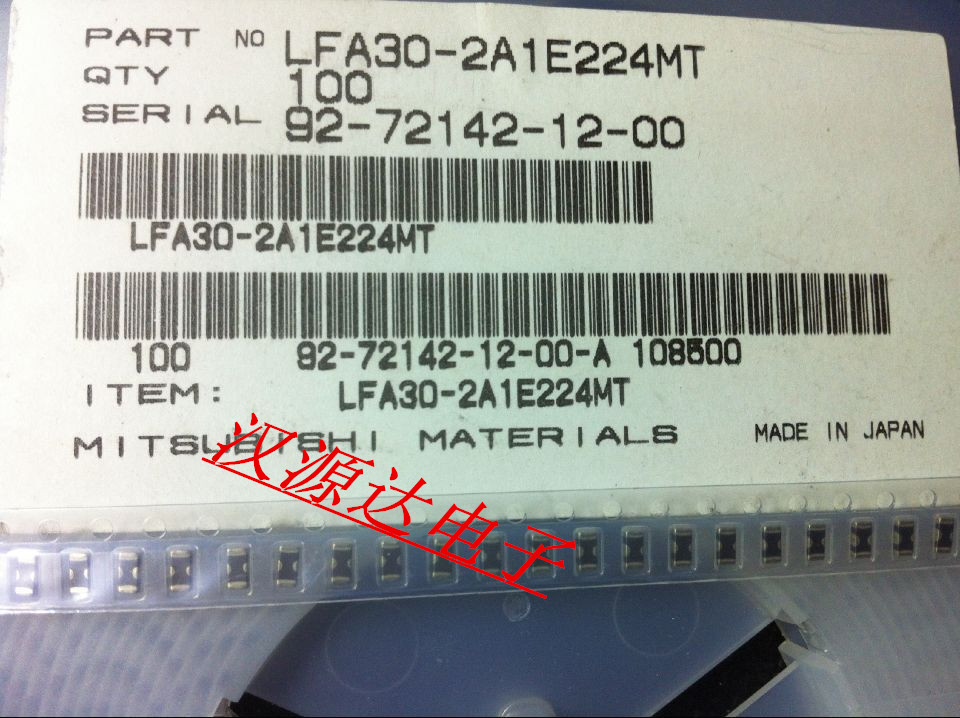 PART NO LFA30-2A1E224MT
QTY 100
SERIAL 92-72142-12-00
LFA30-2A1E224MT
100 92-72142-12-00-A 108500
ITEM: LFA30-2A1E224MT
MITSUBISHI MATERIALS MADE IN JAPAN
汉源达电子